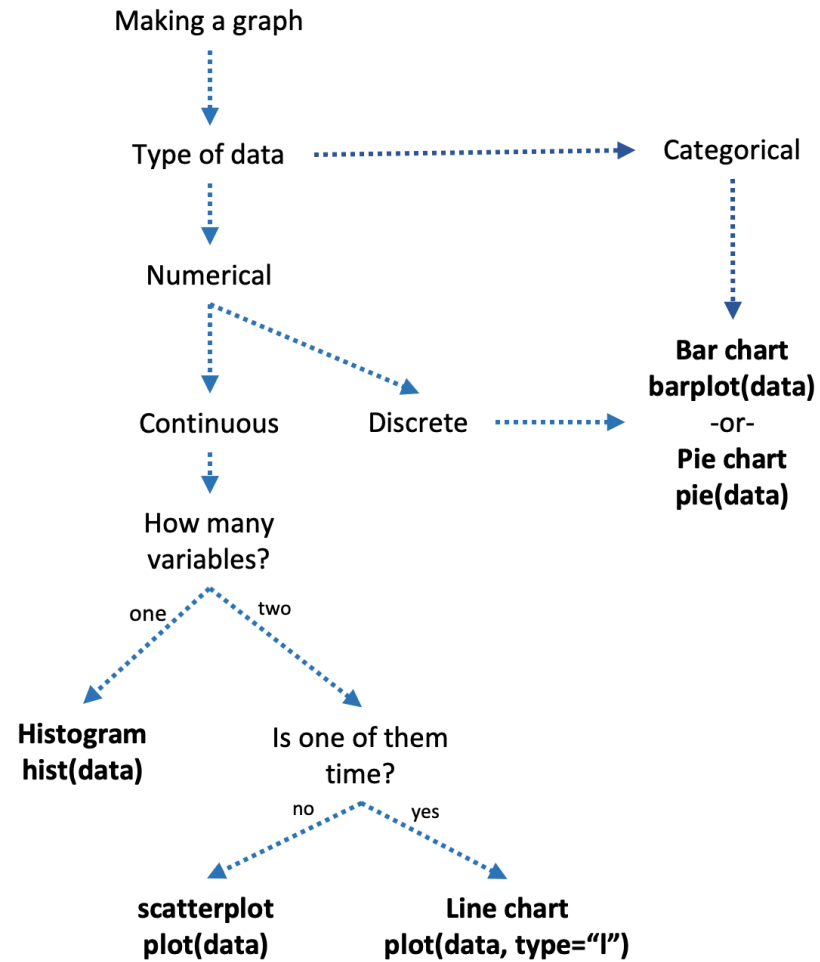 Making a graph
Type of data
Categorical
Numerical
Bar chart
barplot(data)
-or-
Pie chart
pie(data)
Continuous
Discrete
How many
variables?
one
two
Histogram
hist(data)
Is one of them
time?
no
yes
scatterplot
plot(data)
Line chart
plot(data, type=“l”)